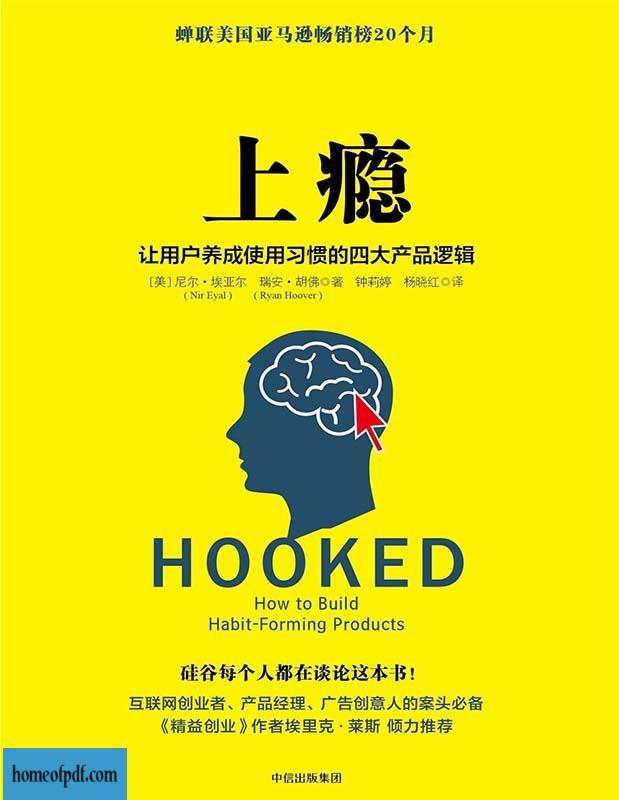 蝉联美国亚马逊畅销榜20个月
上瘾
让用户养成使用习惯的四大产品逻辑
[美]尼尔·埃亚尔 瑞安·胡佛◎著 钟莉婷 杨晓红◎译
(Nir Eyal) (Ryan Hoover)
HOOKED
How to Build
Habit-Forming Products
硅谷每个人都在谈论这本书!
互联网创业者、产品经理、广告创意人的案头必备
《精益创业》作者埃里克·莱斯 倾力推荐
homeofpdf.com
中信出版集团